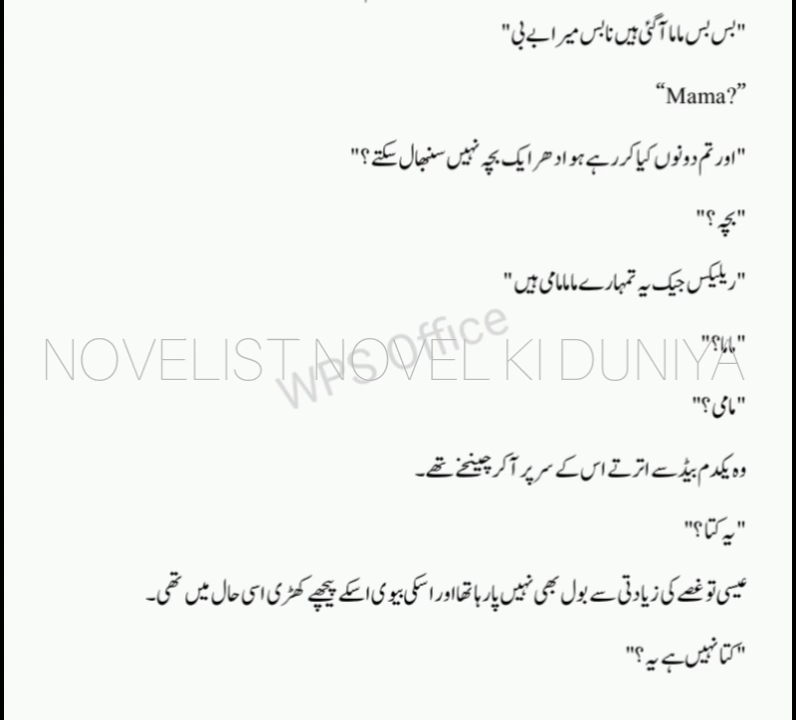 "بس بس ماما آگئی ہیں نا بس میرا بے بی"
“Mama?”
"اور تم دونوں کیا کر رہے ہو ادھر ایک بچہ نہیں سنبھال سکتے؟"
"بچہ؟"
"ریلیکس جیک یہ تمہارے ماما مامی ہیں"
"ماما؟"
NOVELIST NOVEL KI DUNIYA
WPS Office
"مامی؟"
وہ یکدم بیڈ سے اترتے اس کے سر پر آکر چینخے تھے۔
"یہ کتا؟"
عیسی تو غصے کی زیادتی سے بول بھی نہیں پا رہا تھا اور اسکی بیوی اسکے پیچھے کھڑی اسی حال میں تھی۔
"کتا نہیں ہے یہ؟"